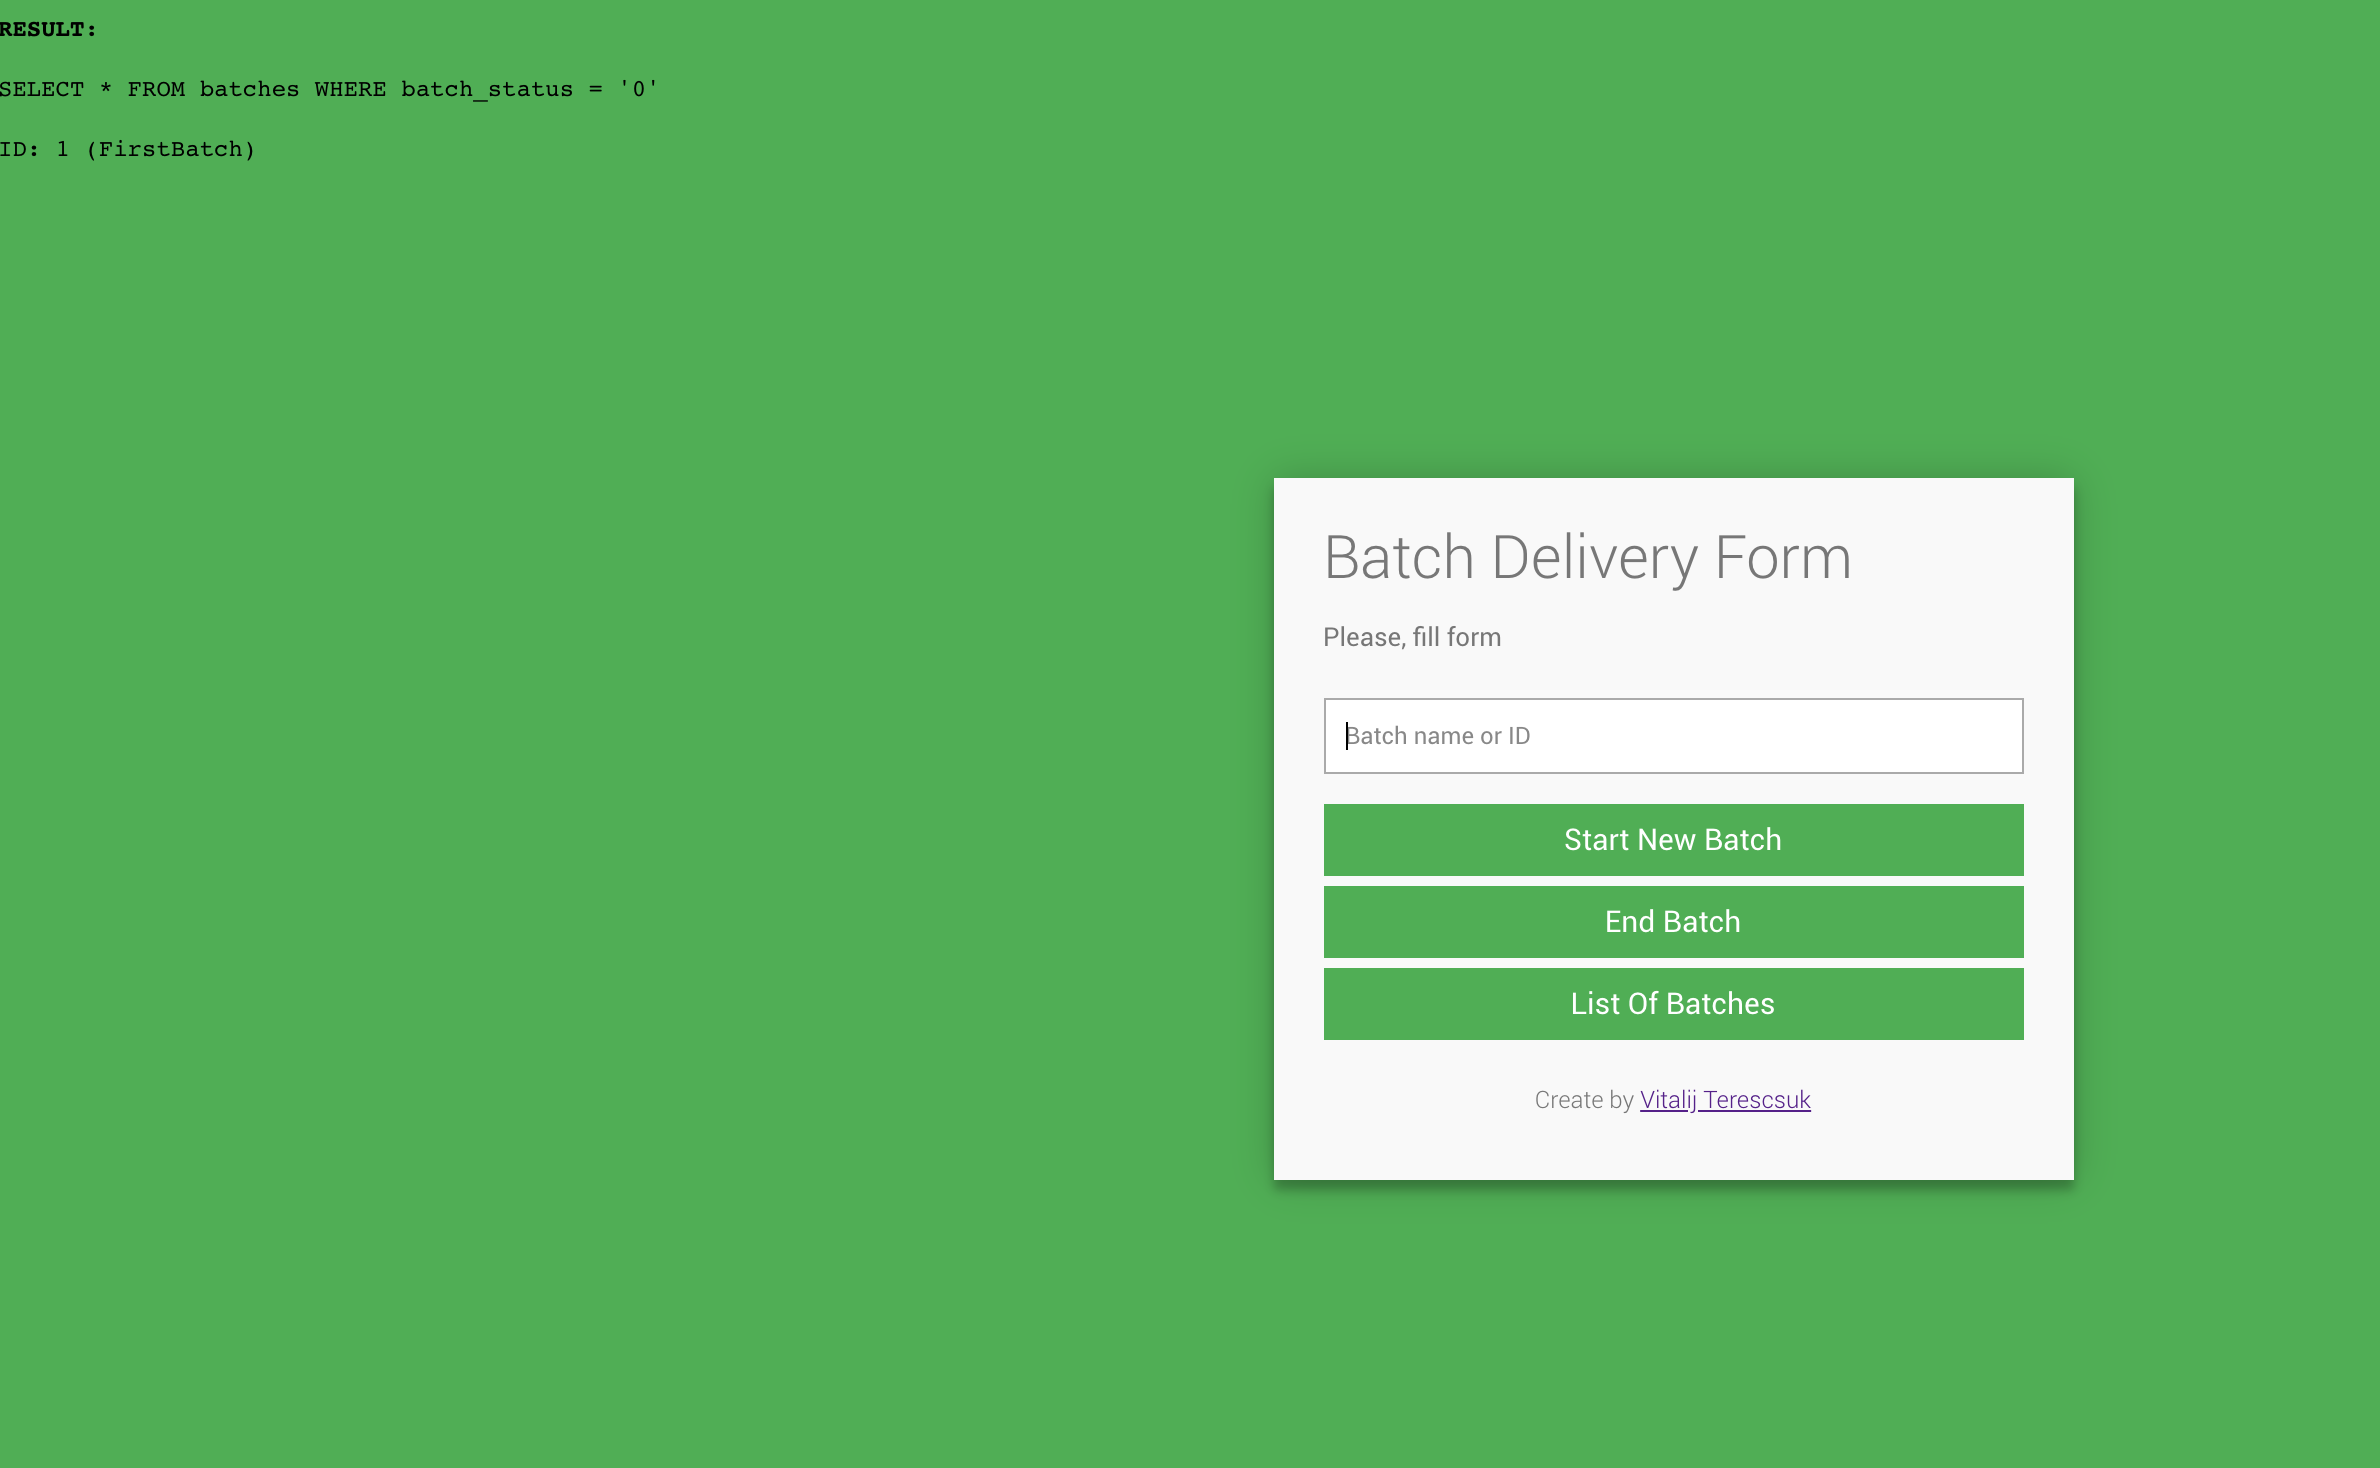 RESULT:
SELECT * FROM batches WHERE batch_status = '0'
ID: 1 (FirstBatch)
Batch Delivery Form
Please, fill form
Batch name or ID
Start New Batch
End Batch
List Of Batches
Create by Vitalij Terescsuk